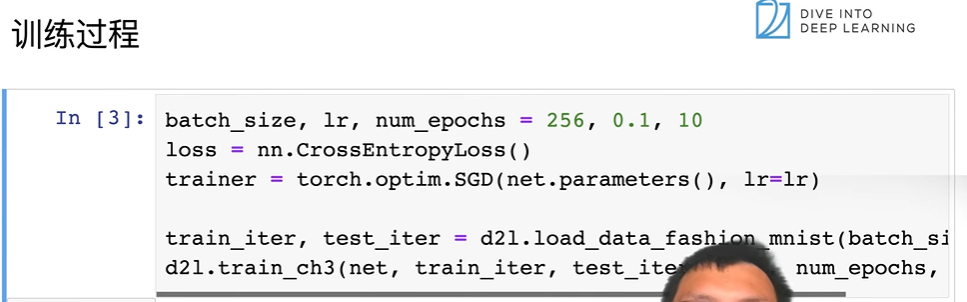 训练过程
DIVE INTO
DEEP LEARNING
In [3]:
batch_size, lr, num_epochs = 256, 0.1, 10
loss = nn.CrossEntropyLoss()
trainer = torch.optim.SGD(net.parameters(), lr=lr)
train_iter, test_iter = d2l.load_data_fashion_mnist(batch_si
d2l.train_ch3(net, train_iter, test_ite num_epochs,